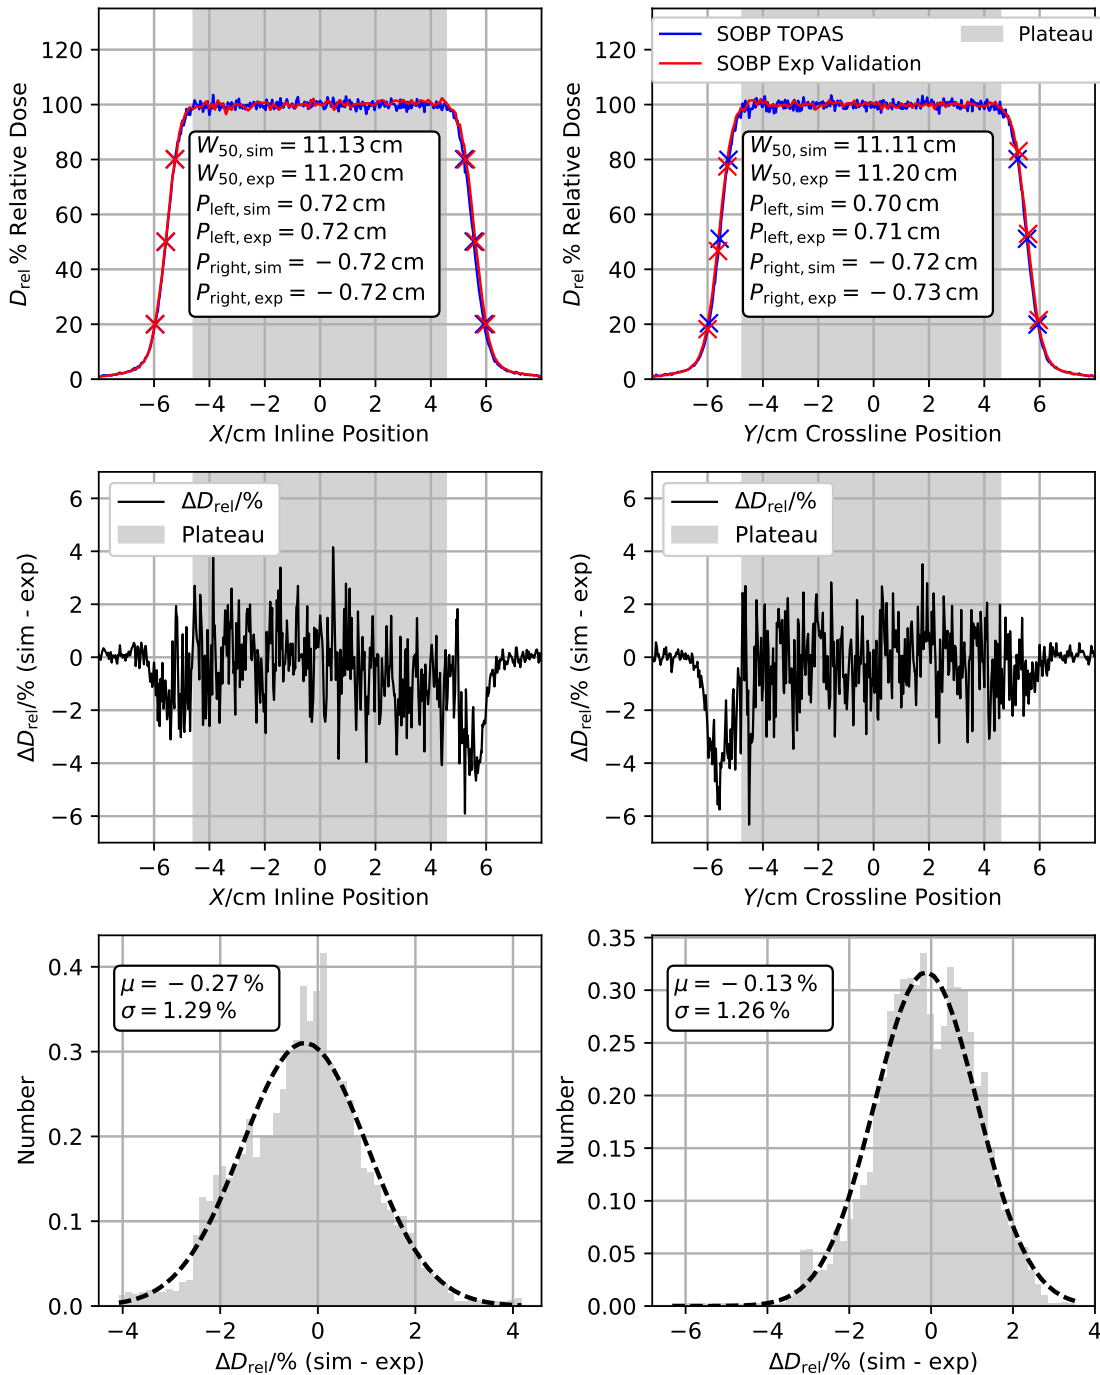 SOBP TOPAS
SOBP Exp Validation
Plateau
D_rel % Relative Dose
120
100
80
60
40
20
0
W_50, sim = 11.13 cm
W_50, exp = 11.20 cm
P_left, sim = 0.72 cm
P_left, exp = 0.72 cm
P_right, sim = −0.72 cm
P_right, exp = −0.72 cm
−6 −4 −2 0 2 4 6
X/cm Inline Position
D_rel % Relative Dose
120
100
80
60
40
20
0
W_50, sim = 11.11 cm
W_50, exp = 11.20 cm
P_left, sim = 0.70 cm
P_left, exp = 0.71 cm
P_right, sim = −0.72 cm
P_right, exp = −0.73 cm
−6 −4 −2 0 2 4 6
Y/cm Crossline Position
ΔD_rel/% (sim - exp)
6
4
2
0
−2
−4
−6
ΔD_rel/%
Plateau
−6 −4 −2 0 2 4 6
X/cm Inline Position
ΔD_rel/% (sim - exp)
6
4
2
0
−2
−4
−6
ΔD_rel/%
Plateau
−6 −4 −2 0 2 4 6
Y/cm Crossline Position
Number
0.4
0.3
0.2
0.1
0.0
μ = −0.27 %
σ = 1.29 %
−4 −2 0 2 4
ΔD_rel/% (sim - exp)
Number
0.35
0.30
0.25
0.20
0.15
0.10
0.05
0.00
μ = −0.13 %
σ = 1.26 %
−6 −4 −2 0 2 4
ΔD_rel/% (sim - exp)